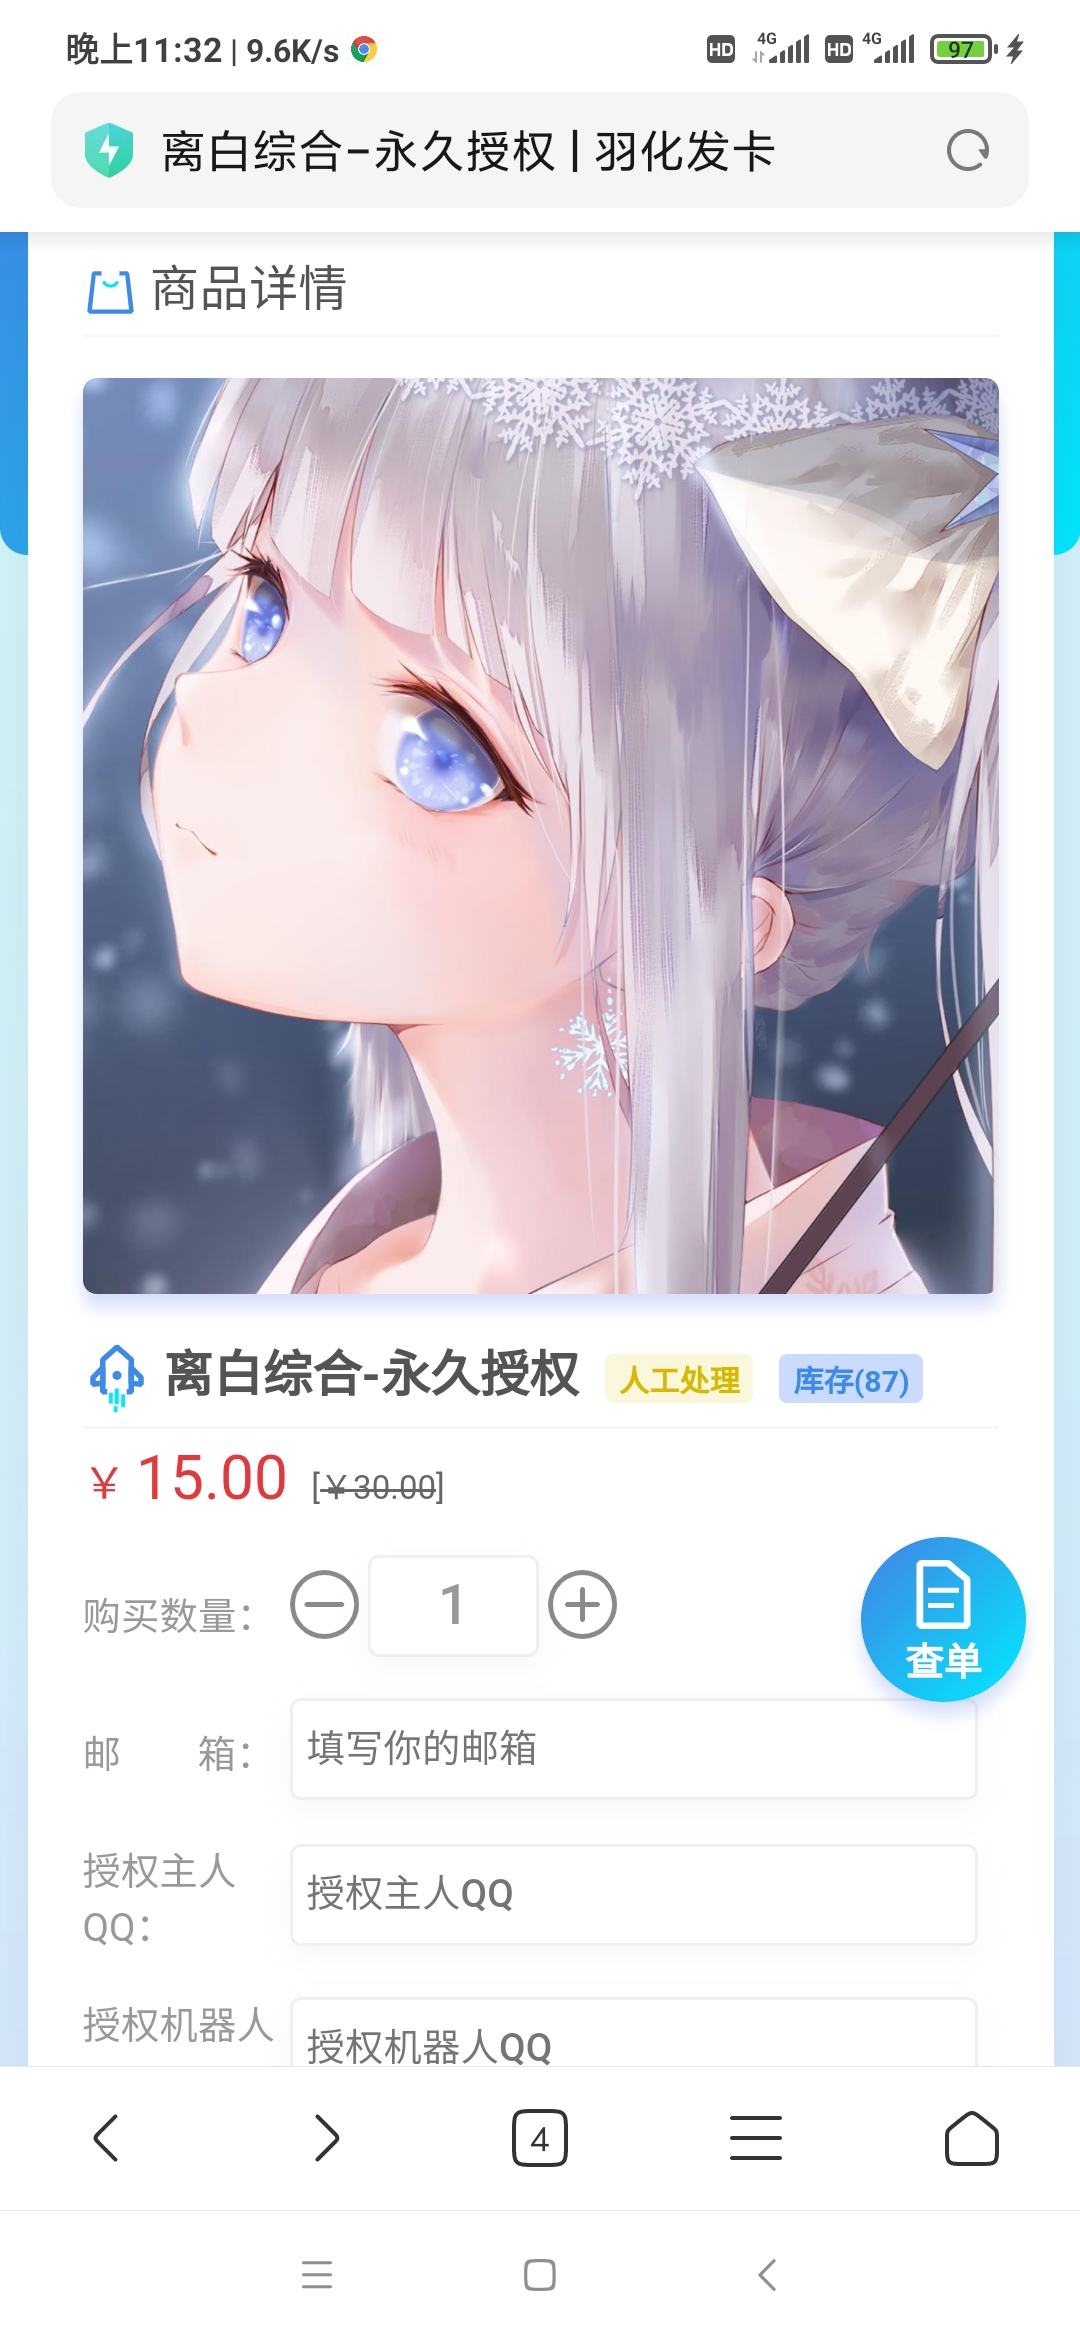 晚上11:32 | 9.6K/s
HD 4G HD 4G 97
离白综合-永久授权 | 羽化发卡
商品详情
离白综合-永久授权 人工处理 库存(87)
￥ 15.00 [￥30.00]
购买数量： 1
查单
邮 箱： 填写你的邮箱
授权主人QQ： 授权主人QQ
授权机器人 授权机器人QQ
4